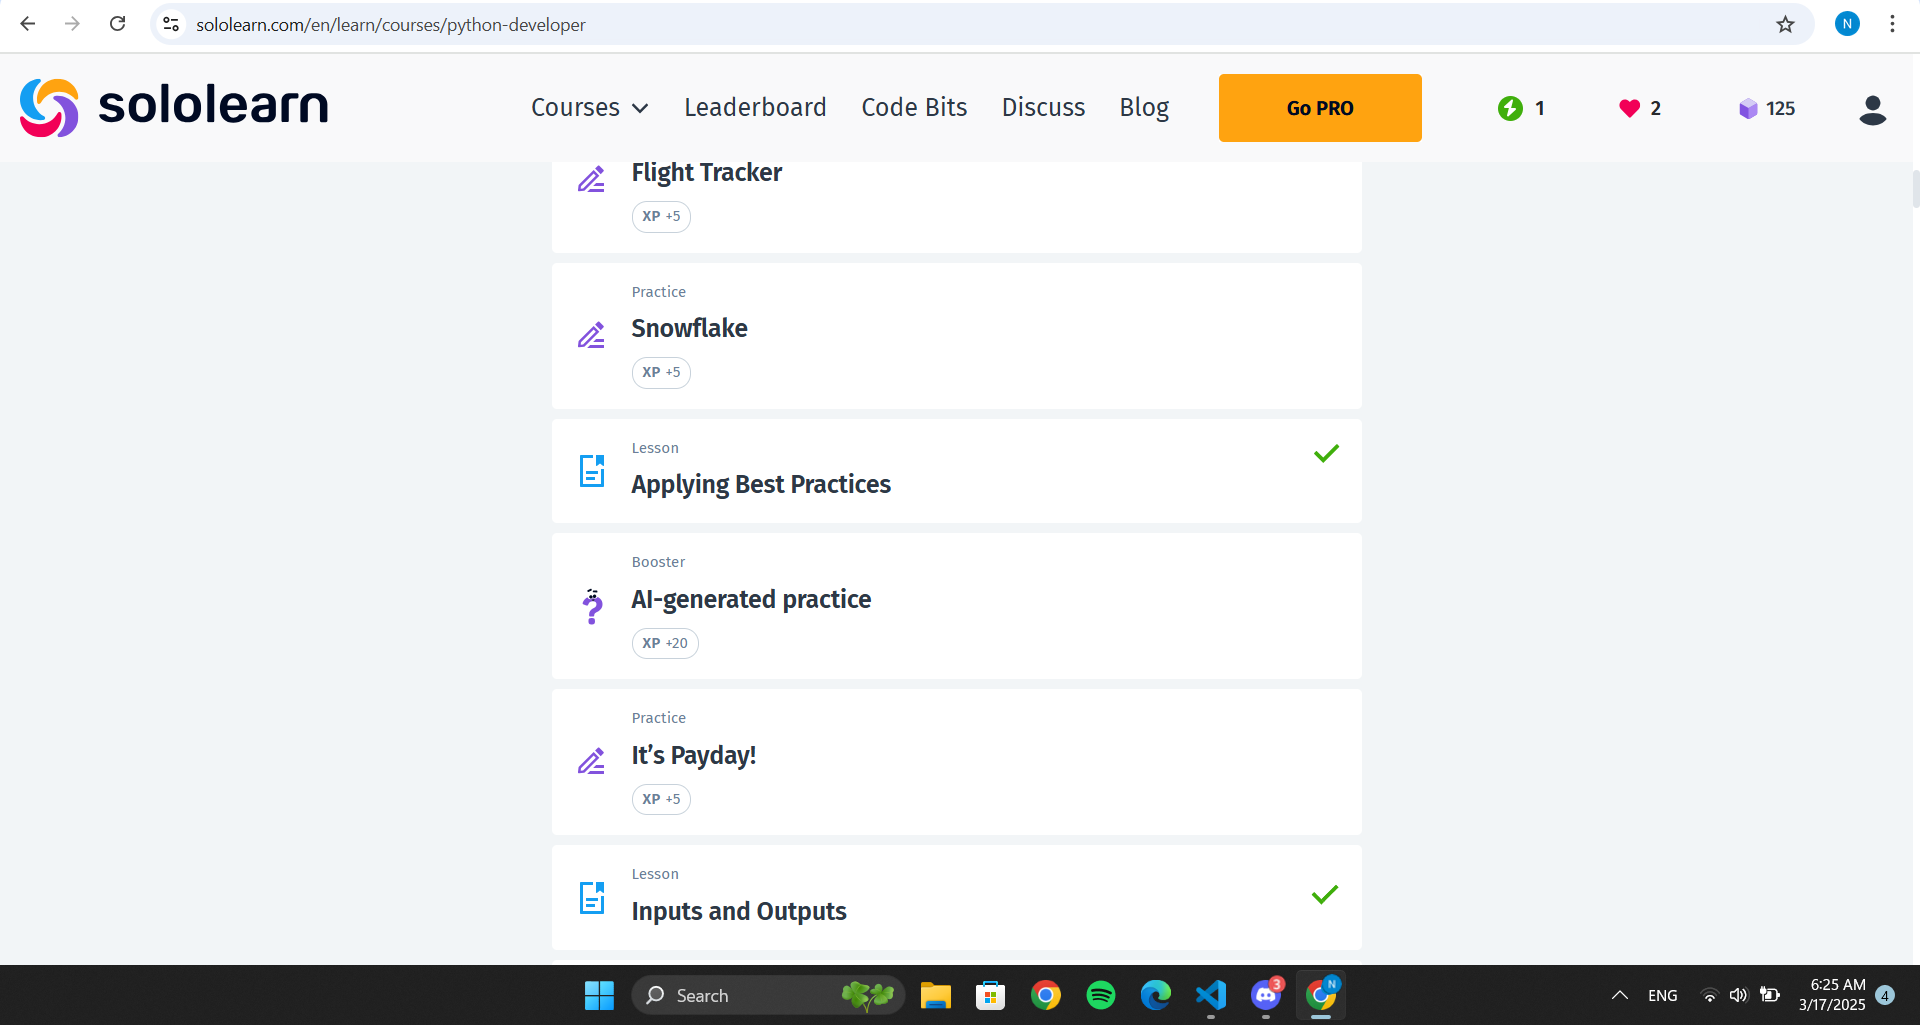 sololearn.com/en/learn/courses/python-developer
N
sololearn
Courses
Leaderboard
Code Bits
Discuss
Blog
Go PRO
1
2
125
Flight Tracker
XP +5
Practice
Snowflake
XP +5
Lesson
Applying Best Practices
Booster
AI-generated practice
XP +20
Practice
It’s Payday!
XP +5
Lesson
Inputs and Outputs
Search
3
N
ENG
6:25 AM
3/17/2025
4